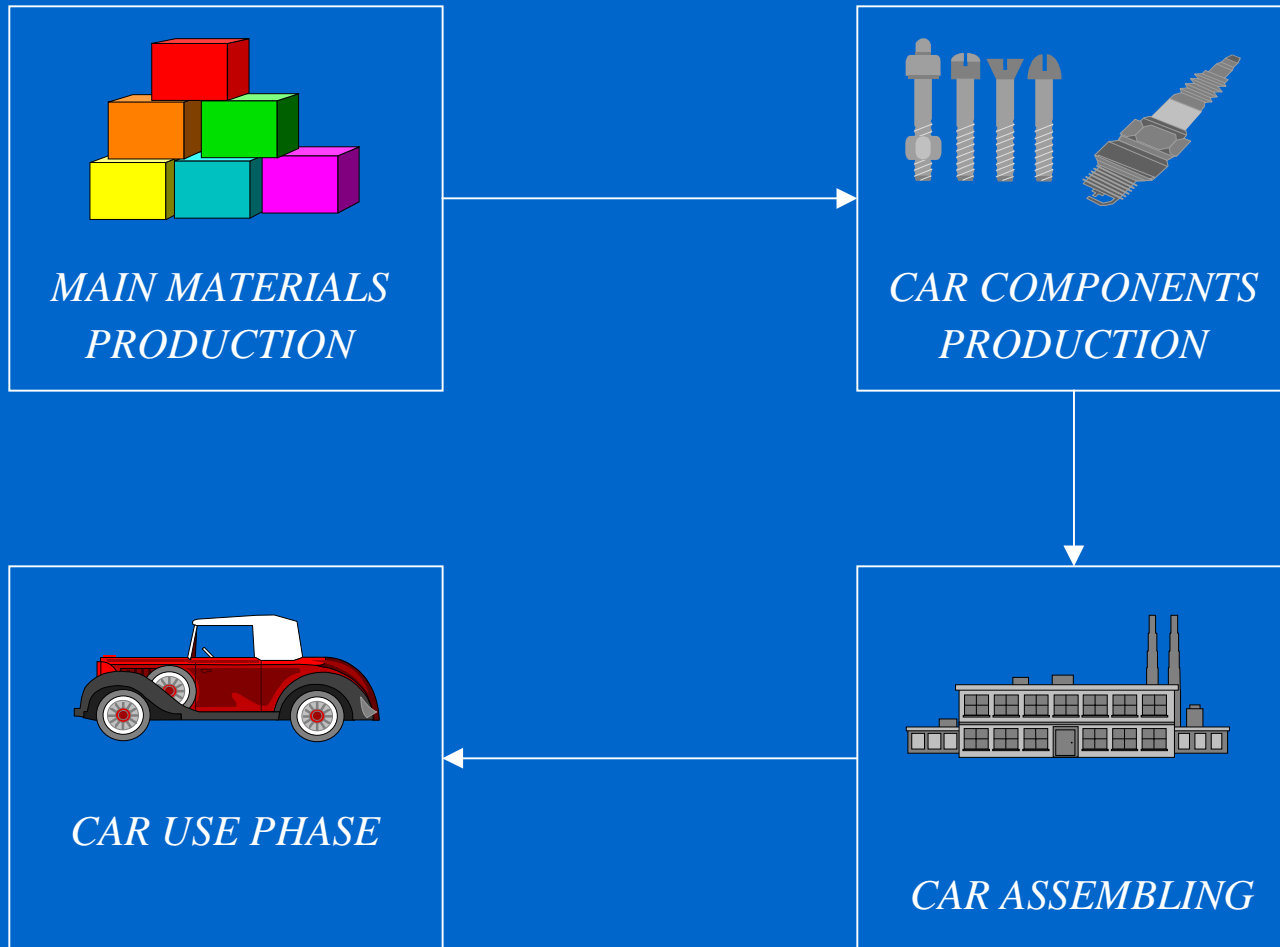 MAIN MATERIALS
PRODUCTION
CAR COMPONENTS
PRODUCTION
CAR USE PHASE
CAR ASSEMBLING